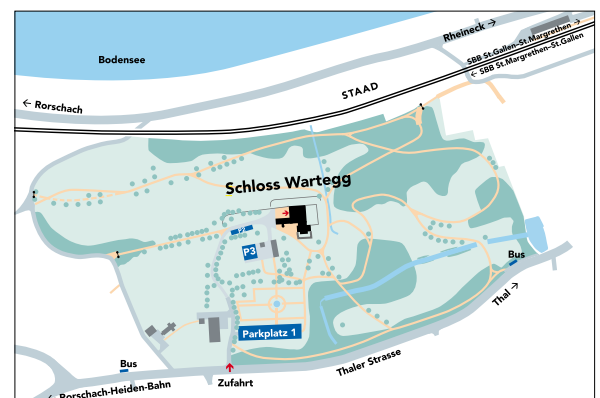 Rheineck →
SBB St.Gallen–St.Margrethen →
← SBB St.Margrethen–St.Gallen
Bodensee
STAAD
← Rorschach
Schloss Wartegg
P2
P3
Bus
Thal →
Parkplatz 1
Thaler Strasse
Bus
Zufahrt
← Rorschach-Heiden-Bahn